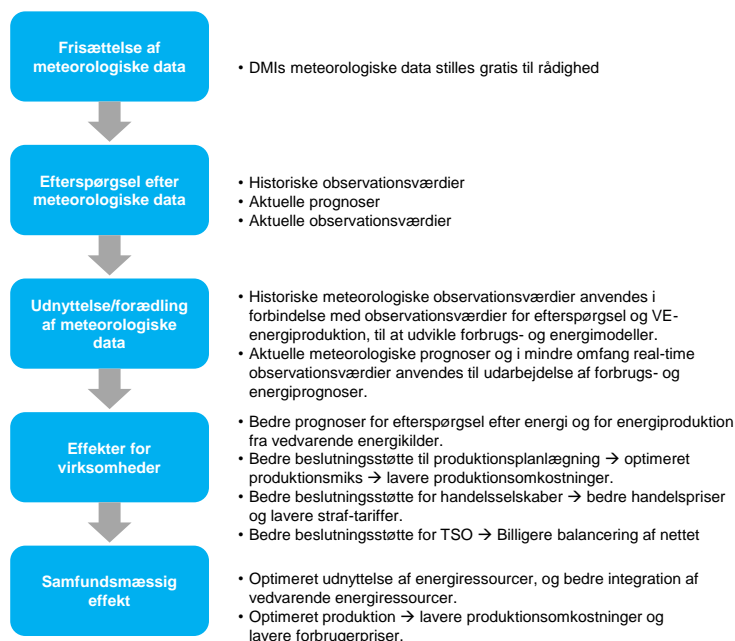 Frisættelse af
meteorologiske data
• DMIs meteorologiske data stilles gratis til rådighed
Efterspørgsel efter
meteorologiske data
• Historiske observationsværdier
• Aktuelle prognoser
• Aktuelle observationsværdier
Udnyttelse/forædling
af meteorologiske
data
• Historiske meteorologiske observationsværdier anvendes i
forbindelse med observationsværdier for efterspørgsel og VE-
energiproduktion, til at udvikle forbrugs- og energimodeller.
• Aktuelle meteorologiske prognoser og i mindre omfang real-time
observationsværdier anvendes til udarbejdelse af forbrugs- og
energiprognoser.
Effekter for
virksomheder
• Bedre prognoser for efterspørgsel efter energi og for energiproduktion
fra vedvarende energikilder.
• Bedre beslutningsstøtte til produktionsplanlægning → optimeret
produktionsmiks → lavere produktionsomkostninger.
• Bedre beslutningsstøtte for handelsselskaber → bedre handelspriser
og lavere straf-tariffer.
• Bedre beslutningsstøtte for TSO → Billigere balancering af nettet
Samfundsmæssig
effekt
• Optimeret udnyttelse af energiressourcer, og bedre integration af
vedvarende energiressourcer.
• Optimeret produktion → lavere produktionsomkostninger og
lavere forbrugerpriser.